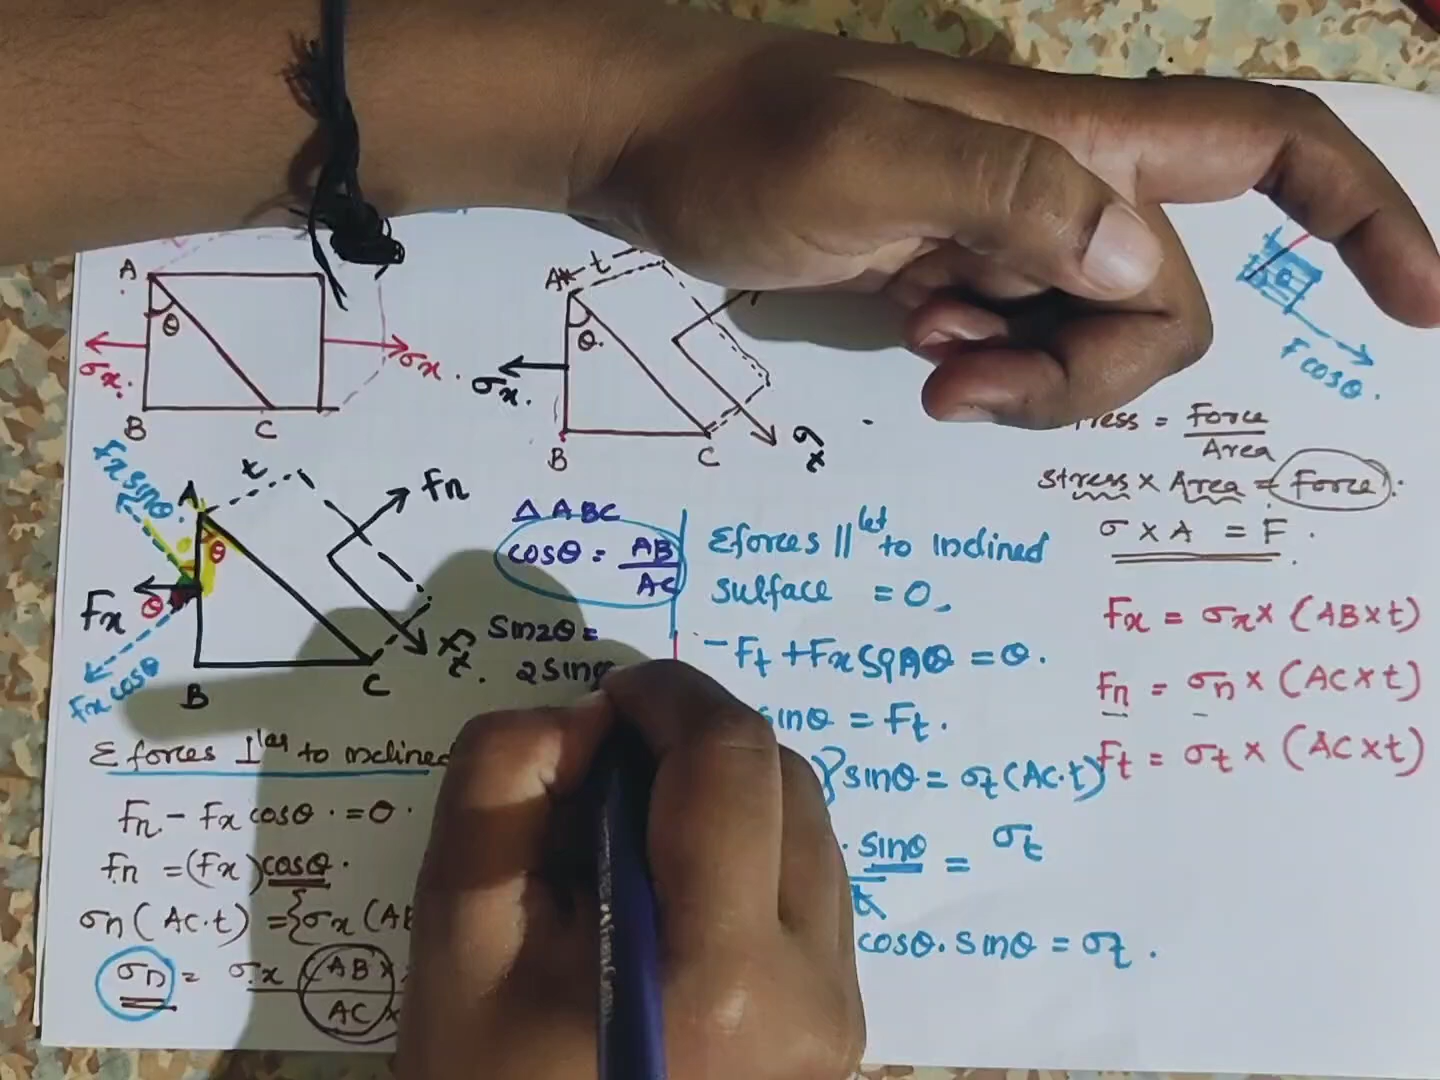 A
θ
σx.
σx.
B
C
A
t
θ.
σx.
B
C
σt
Fcosθ.
= Force
Area
Stress × Area = Force.
σ × A = F.
Fx = σx × (AB×t)
Fn = σn × (AC×t)
Ft = σt × (AC×t)
Fx sinθ.
A
t
Fn
θ
Fx
θ
Fx cosθ
B
C
Ft.
Δ ABC
cosθ = AB
AC
sin2θ =
2sinθ
Σforces ||lel to inclined
surface = 0.
-Ft + Fx sinθ = 0.
sinθ = Ft.
sinθ = σt(AC.t)
. sinθ = σt
cosθ. sinθ = σt.
Σ forces ⊥lar to inclined
Fn - Fx cosθ. = 0.
Fn = (Fx)cosθ.
σn(AC.t) = {σx(AB
σn = σx (AB×
AC×